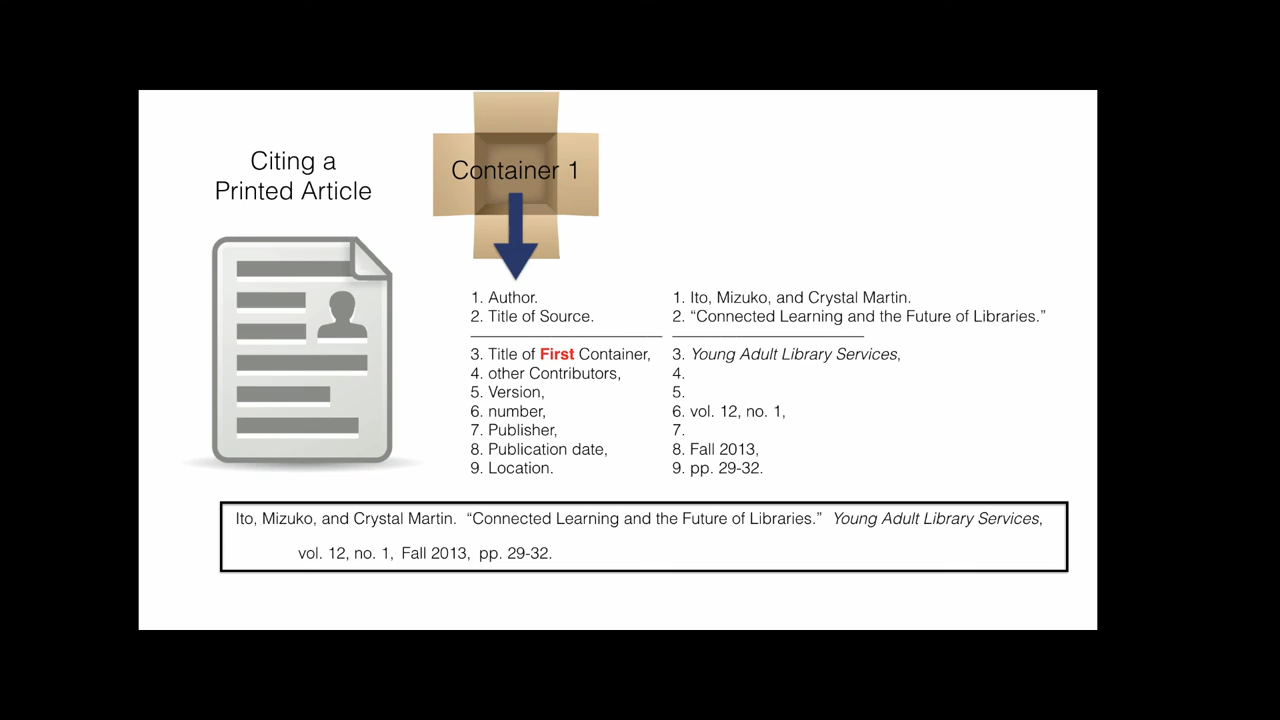 Citing a
Printed Article
Container 1
1. Author.
2. Title of Source.
3. Title of First Container,
4. other Contributors,
5. Version,
6. number,
7. Publisher,
8. Publication date,
9. Location.
1. Ito, Mizuko, and Crystal Martin.
2. “Connected Learning and the Future of Libraries.”
3. Young Adult Library Services,
4.
5.
6. vol. 12, no. 1,
7.
8. Fall 2013,
9. pp. 29-32.
Ito, Mizuko, and Crystal Martin. “Connected Learning and the Future of Libraries.” Young Adult Library Services,
vol. 12, no. 1, Fall 2013, pp. 29-32.